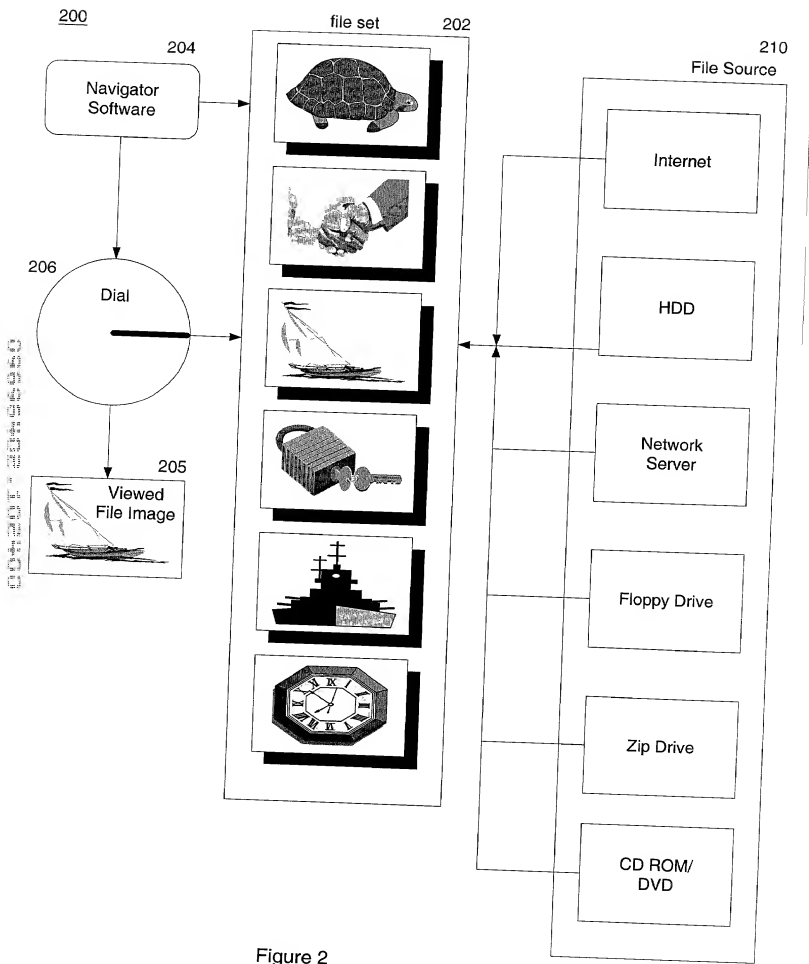 200
204
Navigator
Software
206
Dial
205
Viewed
File Image
file set
202
210
File Source
Internet
HDD
Network
Server
Floppy Drive
Zip Drive
CD ROM/
DVD
Figure 2